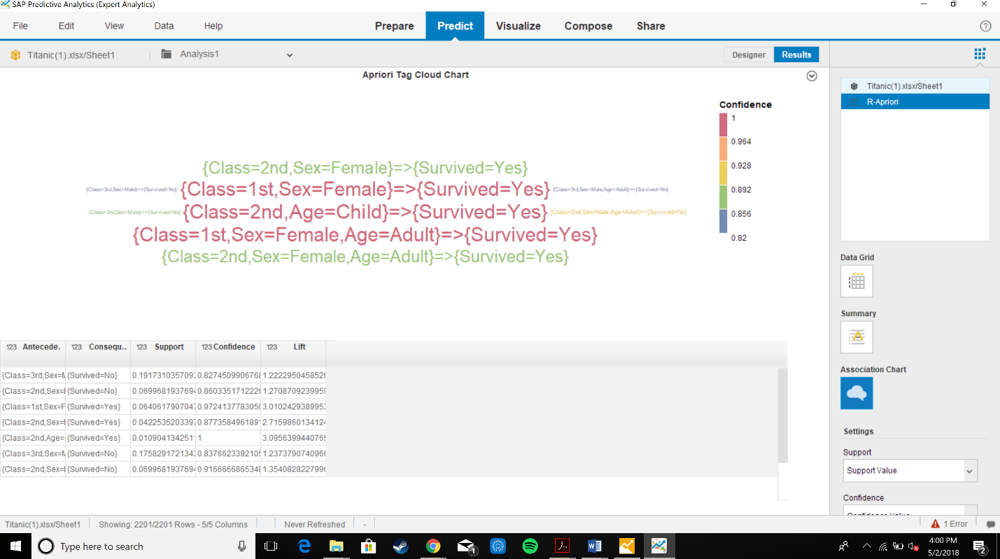 SAP Predictive Analytics (Expert Analytics)
File Edit View Data Help Prepare Predict Visualize Compose Share
Titanic(1).xlsx/Sheet1 Analysis1 Designer Results
Apriori Tag Cloud Chart
Titanic(1).xlsx/Sheet1
R-Apriori
Confidence
1
0.964
0.928
0.892
0.856
0.82
{Class=2nd,Sex=Female}=>{Survived=Yes}
{Class=3rd,Sex=Male}=>{Survived=No} {Class=1st,Sex=Female}=>{Survived=Yes} {Class=3rd,Sex=Male,Age=Adult}=>{Survived=No}
{Class=2nd,Sex=Male}=>{Survived=No} {Class=2nd,Age=Child}=>{Survived=Yes} {Class=2nd,Sex=Male,Age=Adult}=>{Survived=No}
{Class=1st,Sex=Female,Age=Adult}=>{Survived=Yes}
{Class=2nd,Sex=Female,Age=Adult}=>{Survived=Yes}
Data Grid
Summary
Association Chart
Settings
Support
Support Value
Confidence
Confidence Value
123 Antecede. 123 Consequ.. 123 Support 123 Confidence 123 Lift
{Class=3rd,Sex=M {Survived=No} 0.191731035709 0.827450990676 1.222295045852
{Class=2nd,Sex= {Survived=No} 0.069968193769 0.860335171222 1.270870923995
{Class=1st,Sex=F {Survived=Yes} 0.064061790704 0.972413778305 3.010242938995
{Class=2nd,Sex= {Survived=Yes} 0.042253520339 0.877358496189 2.715986013412
{Class=2nd,Age= {Survived=Yes} 0.010904134251 1 3.095639944076
{Class=3rd,Sex=M {Survived=No} 0.175829172134 0.837662339210 1.237379074096
{Class=2nd,Sex= {Survived=No} 0.069968193769 0.916666686534 1.354082822799
Titanic(1).xlsx/Sheet1 Showing: 2201/2201 Rows - 5/5 Columns Never Refreshed - 1 Error
Type here to search
1
4:00 PM
5/2/2018
2